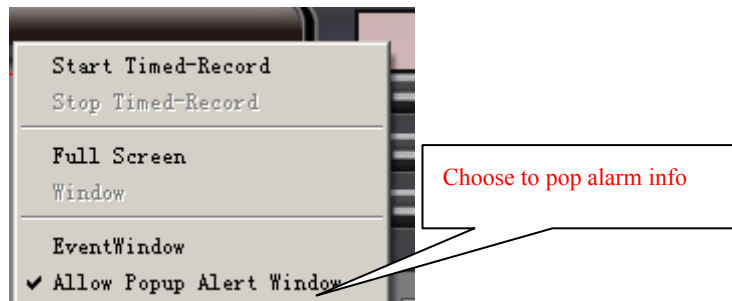 Start Timed-Record
Stop Timed-Record
Full Screen
Window
EventWindow
Allow Popup Alert Window
Choose to pop alarm info